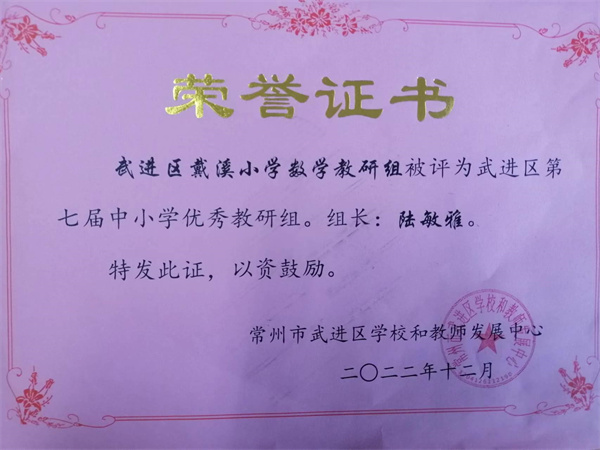 荣誉证书
武进区戴溪小学数学教研组被评为武进区第
七届中小学优秀教研组。组长：陆敏雅。
特发此证，以资鼓励。
常州市武进区学校和教师发展中心
二〇二二年十二月